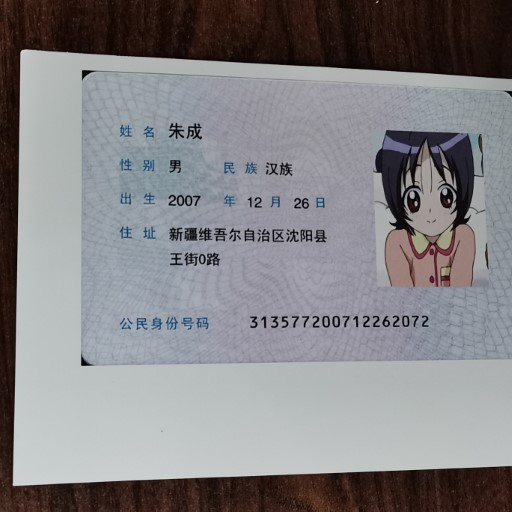 姓名 朱成
性别 男 民族 汉族
出生 2007 年 12 月 26 日
住址 新疆维吾尔自治区沈阳县
王街O路
公民身份号码 313577200712262072